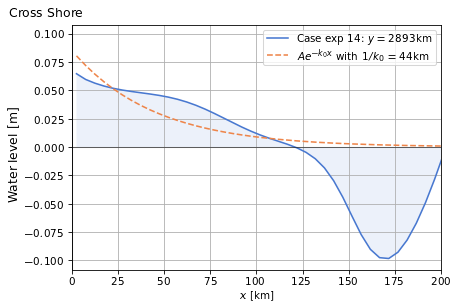 Cross Shore
Water level [m]
0.100
0.075
0.050
0.025
0.000
−0.025
−0.050
−0.075
−0.100
Case exp 14: y = 2893km
Ae^{-k_0x} with 1/k_0 = 44km
0 25 50 75 100 125 150 175 200
x [km]